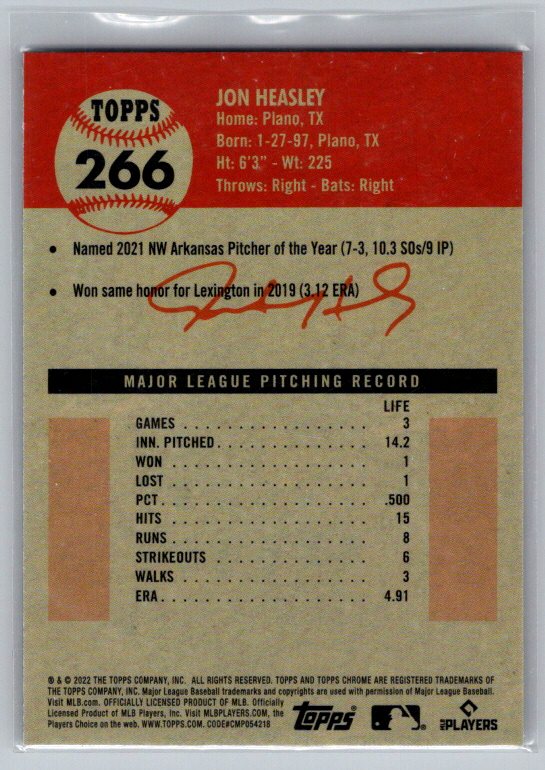 TOPPS
266
JON HEASLEY
Home: Plano, TX
Born: 1-27-97, Plano, TX
Ht: 6'3" - Wt: 225
Throws: Right - Bats: Right
• Named 2021 NW Arkansas Pitcher of the Year (7-3, 10.3 SOs/9 IP)
• Won same honor for Lexington in 2019 (3.12 ERA)
MAJOR LEAGUE PITCHING RECORD
LIFE
GAMES . . . . . . . . . . . . . . . . . . . . 3
INN. PITCHED . . . . . . . . . . . . . . . . 14.2
WON . . . . . . . . . . . . . . . . . . . . 1
LOST . . . . . . . . . . . . . . . . . . . . 1
PCT . . . . . . . . . . . . . . . . . . . . .500
HITS . . . . . . . . . . . . . . . . . . . . 15
RUNS . . . . . . . . . . . . . . . . . . . . 8
STRIKEOUTS . . . . . . . . . . . . . . . . 6
WALKS . . . . . . . . . . . . . . . . . . . 3
ERA . . . . . . . . . . . . . . . . . . . . 4.91
® & © 2022 THE TOPPS COMPANY, INC. ALL RIGHTS RESERVED. TOPPS AND TOPPS CHROME ARE REGISTERED TRADEMARKS OF
THE TOPPS COMPANY, INC. Major League Baseball trademarks and copyrights are used with permission of Major League Baseball.
Visit MLB.com. OFFICIALLY LICENSED PRODUCT OF MLB. Officially
Licensed Product of MLB Players, Inc. Visit MLBPLAYERS.COM, the
Players Choice on the web. WWW.TOPPS.COM. CODE#CMP054218
Topps
MLB PLAYERS